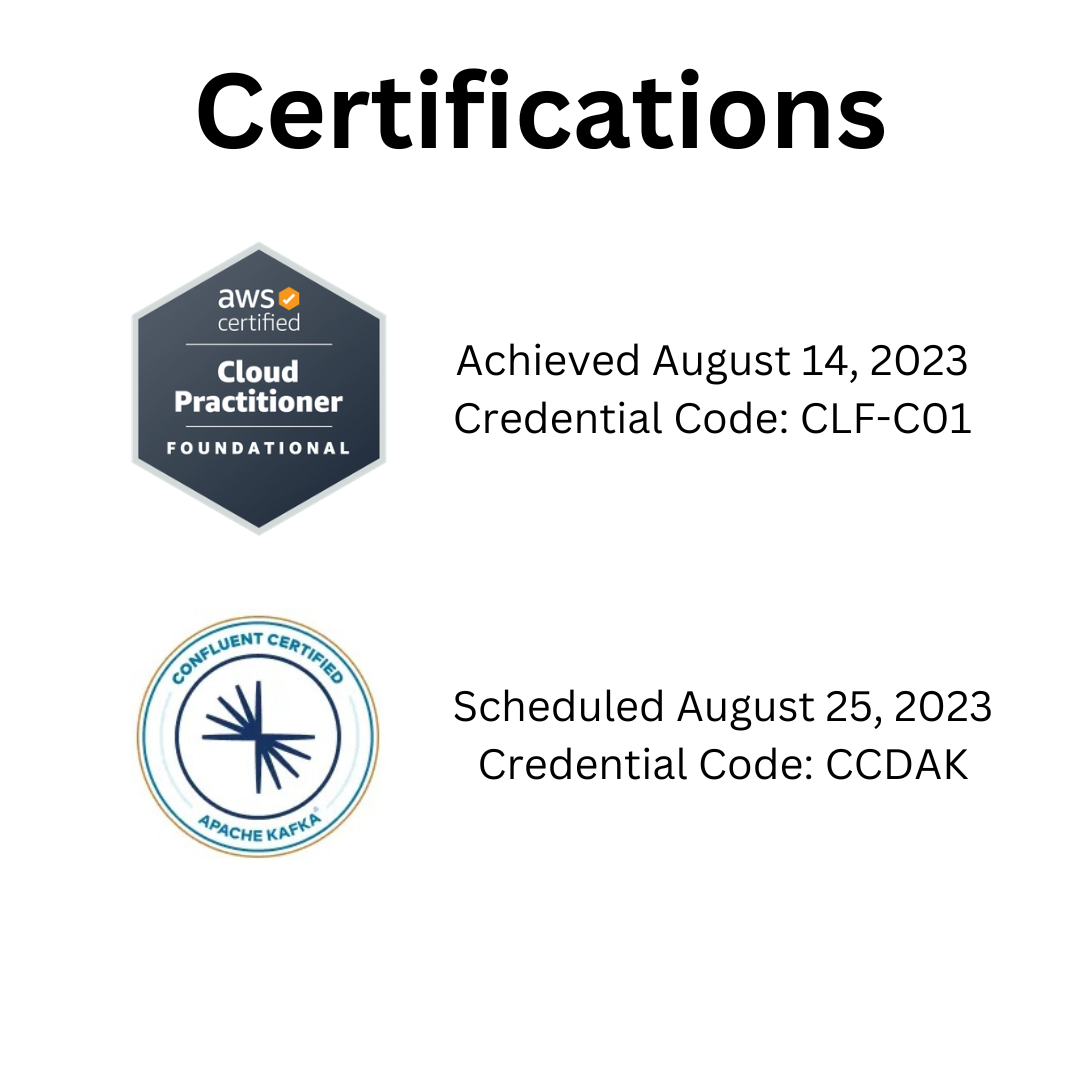 Certifications
aws
certified
Cloud
Practitioner
FOUNDATIONAL
Achieved August 14, 2023
Credential Code: CLF-C01
CONFLUENT CERTIFIED
APACHE KAFKA®
Scheduled August 25, 2023
Credential Code: CCDAK